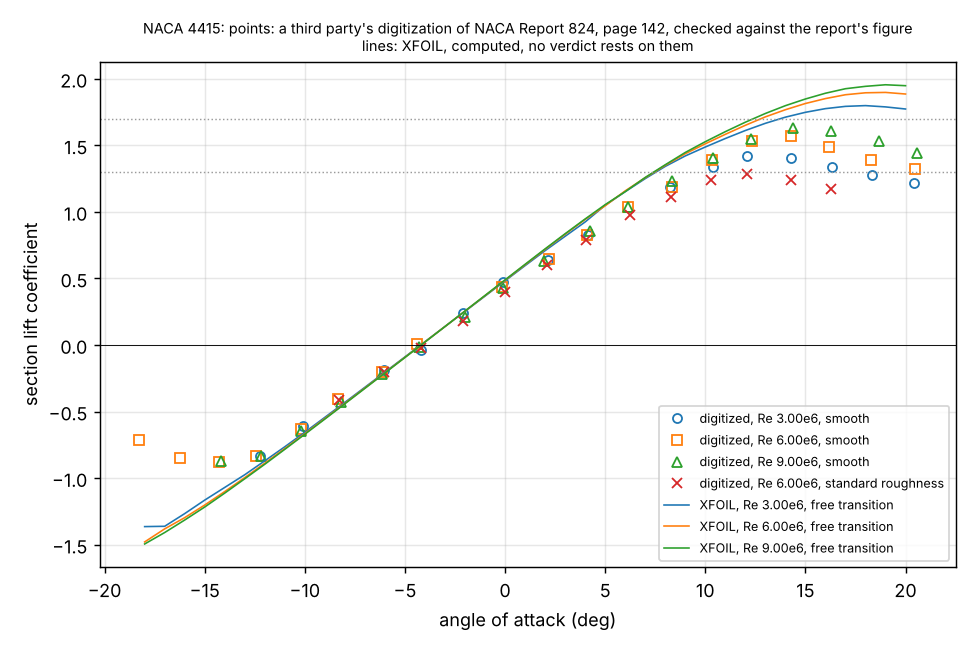 NACA 4415: points: a third party's digitization of NACA Report 824, page 142, checked against the report's figure
lines: XFOIL, computed, no verdict rests on them
section lift coefficient
2.0
1.5
1.0
0.5
0.0
−0.5
−1.0
−1.5
digitized, Re 3.00e6, smooth
digitized, Re 6.00e6, smooth
digitized, Re 9.00e6, smooth
digitized, Re 6.00e6, standard roughness
XFOIL, Re 3.00e6, free transition
XFOIL, Re 6.00e6, free transition
XFOIL, Re 9.00e6, free transition
−20 −15 −10 −5 0 5 10 15 20
angle of attack (deg)